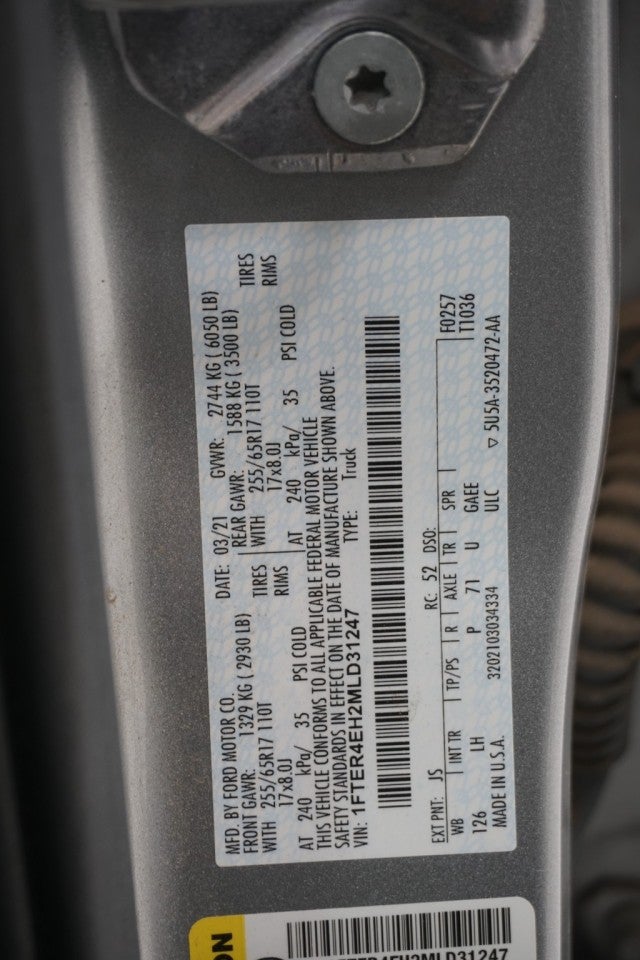 MFD. BY FORD MOTOR CO. DATE: 03/21 GVWR: 2744 KG ( 6050 LB)
FRONT GAWR: 1329 KG ( 2930 LB) REAR GAWR: 1588 KG ( 3500 LB)
WITH 255/65R17 110T TIRES WITH 255/65R17 110T TIRES
17x8.0J RIMS 17x8.0J RIMS
AT 240 kPa/ 35 PSI COLD AT 240 kPa/ 35 PSI COLD
THIS VEHICLE CONFORMS TO ALL APPLICABLE FEDERAL MOTOR VEHICLE
SAFETY STANDARDS IN EFFECT ON THE DATE OF MANUFACTURE SHOWN ABOVE.
VIN: 1FTER4EH2MLD31247 TYPE: Truck
F0257
T1036
EXT PNT: JS RC: 52 DSO:
WB INT TR TP/PS R AXLE TR SPR
126 LH P 71 U GAEE
ULC
MADE IN U.S.A. 3202103034334 ▽ 5U5A-3520472-AA
ON
1FTER4EH2MLD31247